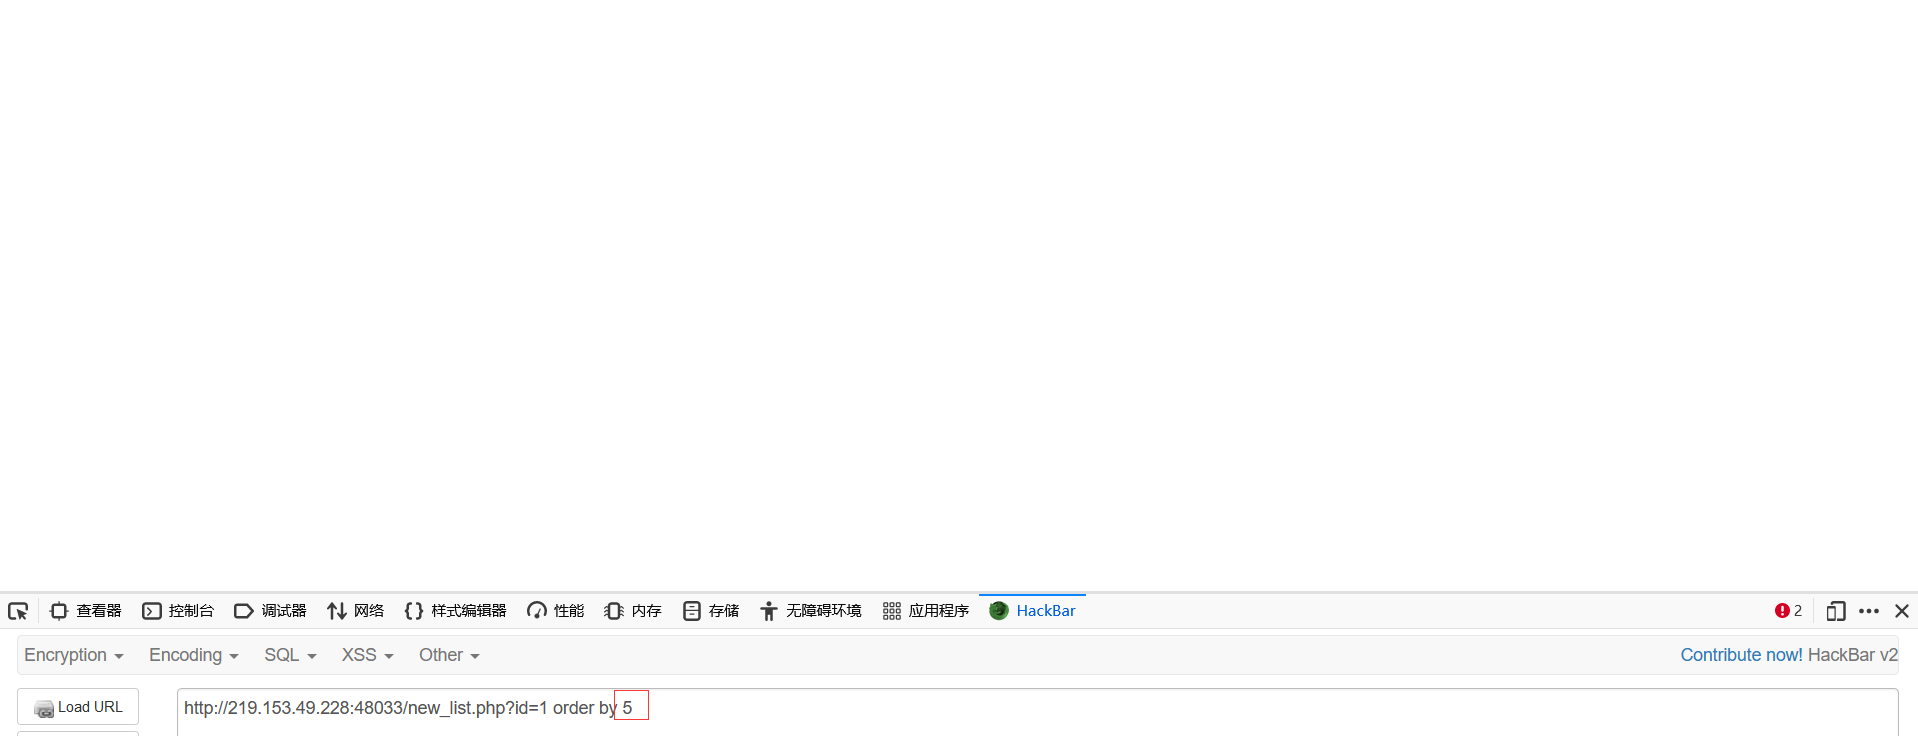 查看器 控制台 调试器 网络 样式编辑器 性能 内存 存储 无障碍环境 应用程序 HackBar 2
Encryption Encoding SQL XSS Other Contribute now! HackBar v2
Load URL http://219.153.49.228:48033/new_list.php?id=1 order by 5